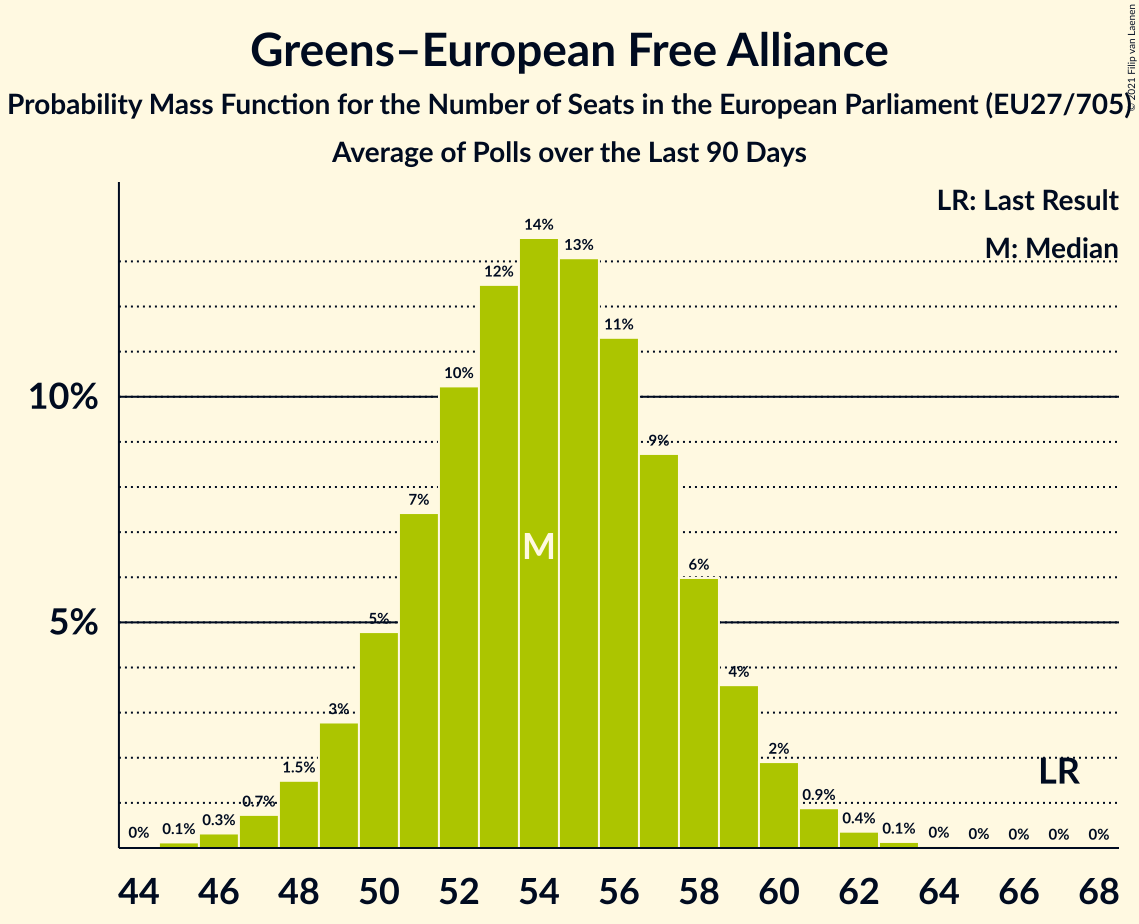 © 2021 Filip van Laenen
Greens–European Free Alliance
Probability Mass Function for the Number of Seats in the European Parliament (EU27/705)
Average of Polls over the Last 90 Days
LR: Last Result
M: Median
10%
5%
0% 0.1% 0.3% 0.7% 1.5% 3% 5% 7% 10% 12% 14% 13% 11% 9% 6% 4% 2% 0.9% 0.4% 0.1% 0% 0% 0% 0% 0%
M
LR
44 46 48 50 52 54 56 58 60 62 64 66 68